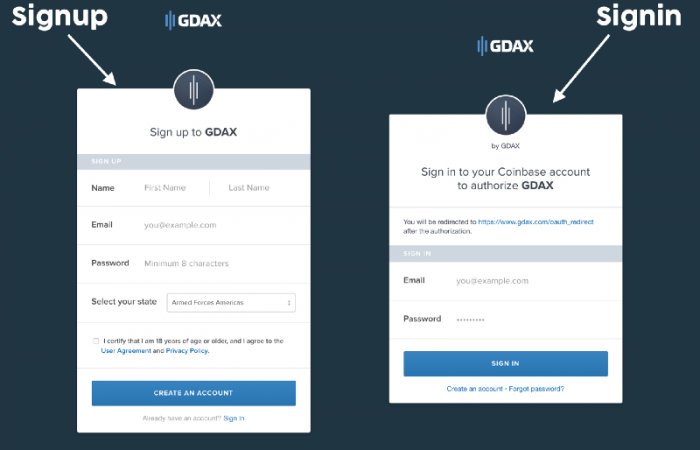 Signup
GDAX
Sign up to GDAX
SIGN UP
Name First Name Last Name
Email you@example.com
Password Minimum 8 characters
Select your state Armed Forces Americas
I certify that I am 18 years of age or older, and I agree to the
User Agreement and Privacy Policy.
CREATE AN ACCOUNT
Already have an account? Sign in
Signin
GDAX
by GDAX
Sign in to your Coinbase account
to authorize GDAX
You will be redirected to https://www.gdax.com/oauth_redirect
after the authorization.
SIGN IN
Email you@example.com
Password •••••••••
SIGN IN
Create an account - Forgot password?